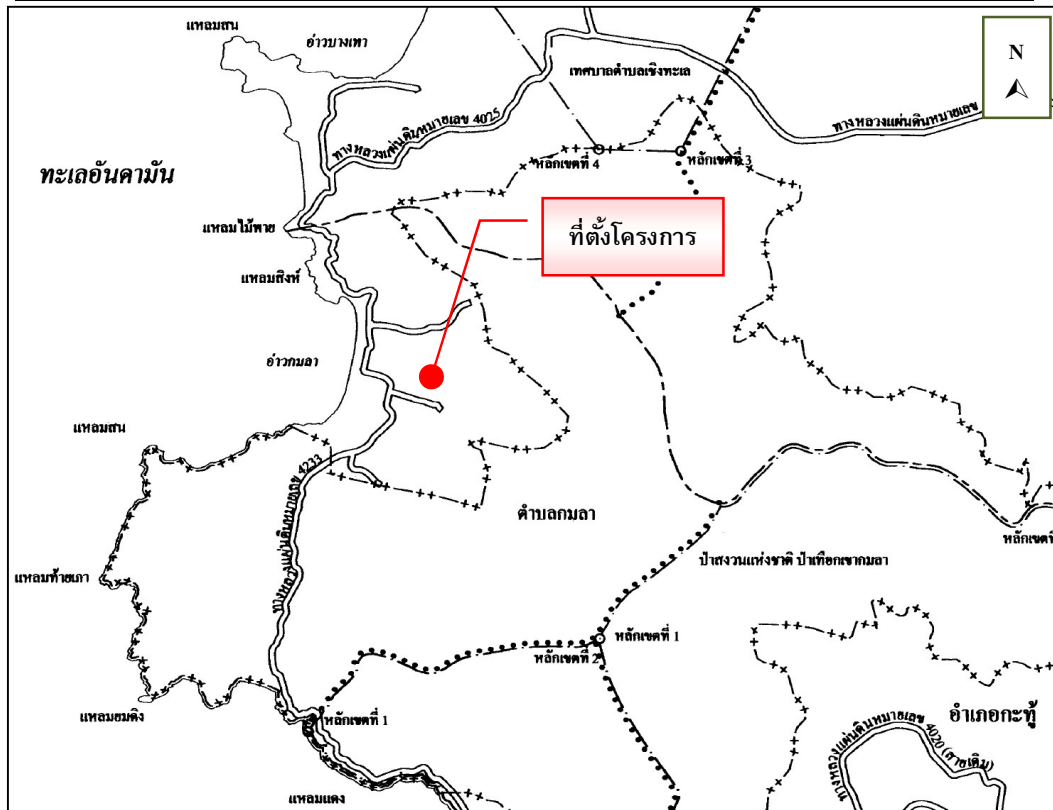 แหลมสน
อ่าวบางเทา
N
เทศบาลตำบลเชิงทะเล
ทางหลวงแผ่นดินหมายเลข 4025
ทางหลวงแผ่นดินหมายเลข
หลักเขตที่ 4
หลักเขตที่ 3
ทะเลอันดามัน
ที่ตั้งโครงการ
แหลมไม้พาย
แหลมสิงห์
อ่าวกมลา
แหลมสน
ทางหลวงแผ่นดินหมายเลข 4233
ตำบลกมลา
หลักเขตที่
ป่าสงวนแห่งชาติ ป่าเทือกเขากมลา
แหลมท้ายเภา
หลักเขตที่ 1
หลักเขตที่ 2
แหลมยมดิง
หลักเขตที่ 1
อำเภอกะทู้
ทางหลวงแผ่นดินหมายเลข 4020 (สายเดิม)
แหลมแดง